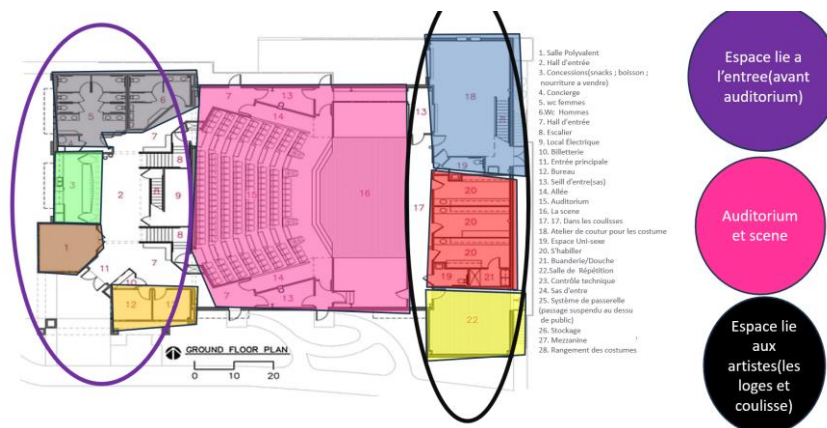 1. Salle Polyvalent
2. Hall d'entrée
3. Concessions(snacks ; boisson ;
nourriture a vendre)
4. Concierge
5. wc femmes
6.Wc Hommes
7. Hall d'entrée
8. Escalier
9. Local Électrique
10. Billetterie
11. Entrée principale
12. Bureau
13. Seill d'entre(sas)
14. Allée
15. Auditorium
16. La scene
17. 17. Dans les coulisses
18. Atelier de coutur pour les costume
19. Espace Uni-sexe
20. S'habiller
21. Buanderie/Douche
22.Salle de Répétition
23. Contrôle technique
24. Sas d'entre
25. Système de passerelle
(passage suspendu au dessu
de public)
26. Stockage
27. Mezzanine
28. Rangement des costumes
Espace lie a
l'entree(avant
auditorium)
Auditorium
et scene
Espace lie
aux
artistes(les
loges et
coulisse)
5
6
7
8
3
2
9
1
8
7
11
10
12
7
13
14
16
14
7
13
13
17
18
19
20
20
20
19
21
22
GROUND FLOOR PLAN
0 10 20